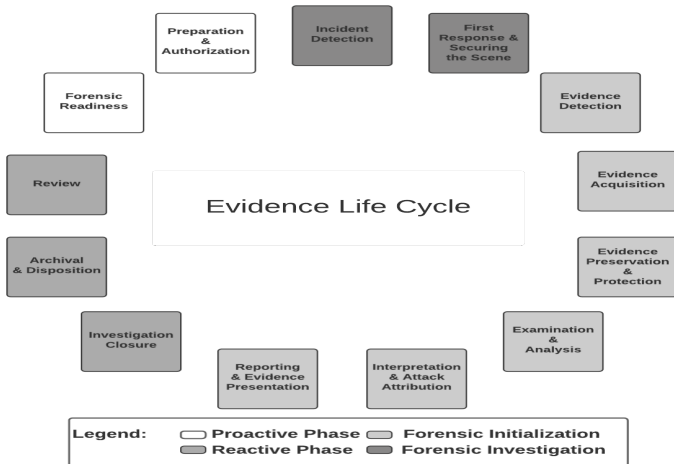 Preparation
&
Authorization
Incident
Detection
First
Response &
Securing
the Scene
Forensic
Readiness
Evidence
Detection
Review
Evidence Life Cycle
Evidence
Acquisition
Archival
& Disposition
Evidence
Preservation
&
Protection
Investigation
Closure
Reporting
& Evidence
Presentation
Interpretation
& Attack
Attribution
Examination
&
Analysis
Legend:
Proactive Phase
Forensic Initialization
Reactive Phase
Forensic Investigation